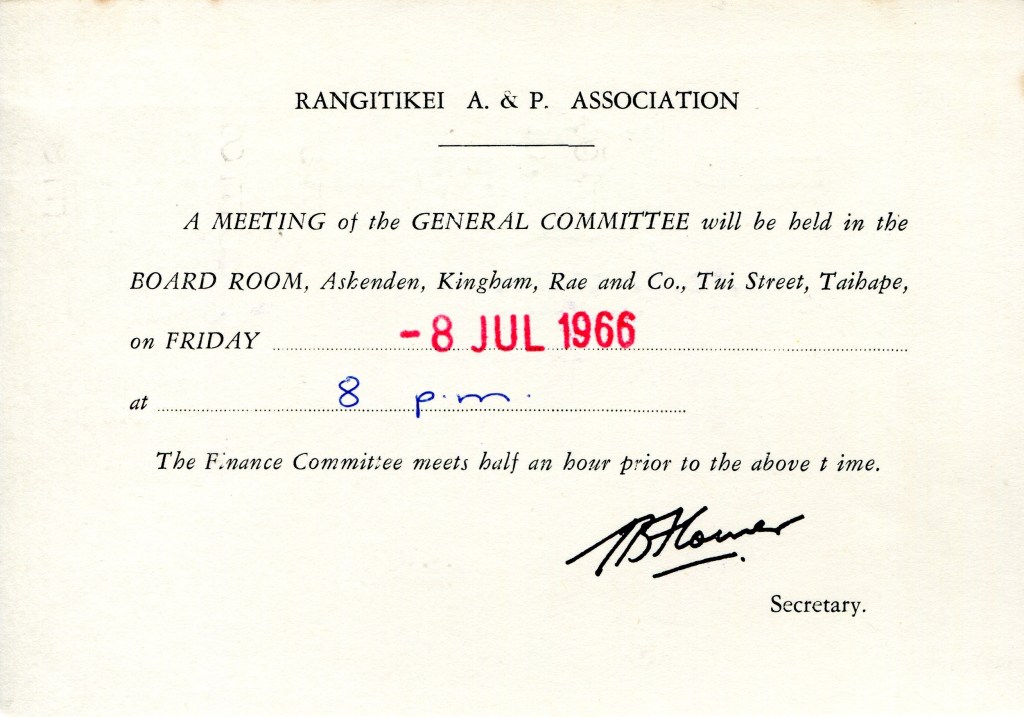 RANGITIKEI A. & P. ASSOCIATION
A MEETING of the GENERAL COMMITTEE will be held in the
BOARD ROOM, Askenden, Kingham, Rae and Co., Tui Street, Taihape,
on FRIDAY -8 JUL 1966
at 8 p.m.
The Finance Committee meets half an hour prior to the above t ime.
Secretary.